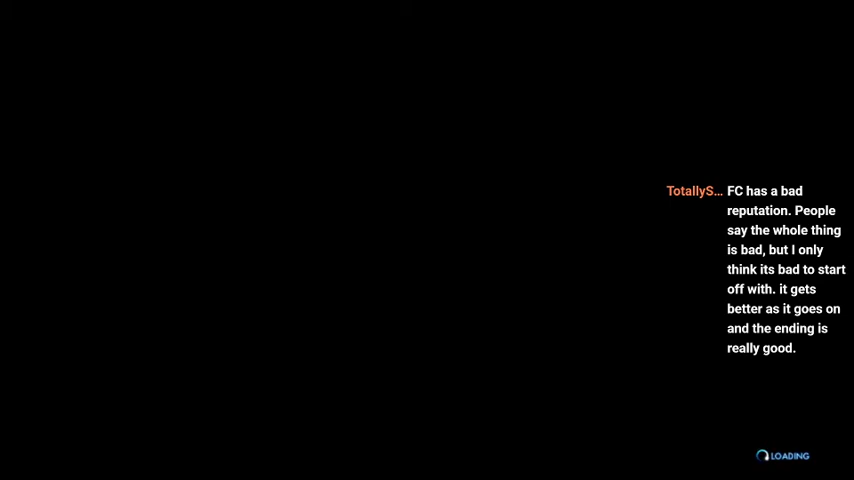 TotallyS... FC has a bad
reputation. People
say the whole thing
is bad, but I only
think its bad to start
off with. it gets
better as it goes on
and the ending is
really good.
LOADING